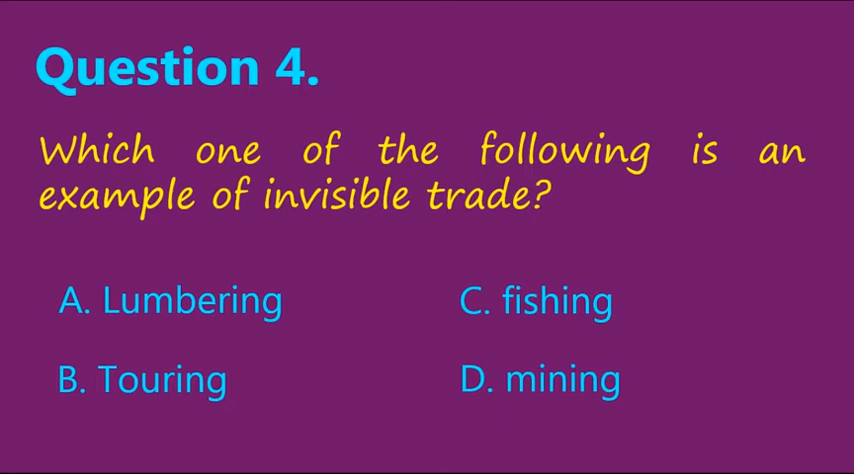 Question 4.
Which one of the following is an
example of invisible trade?
A. Lumbering
C. fishing
B. Touring
D. mining